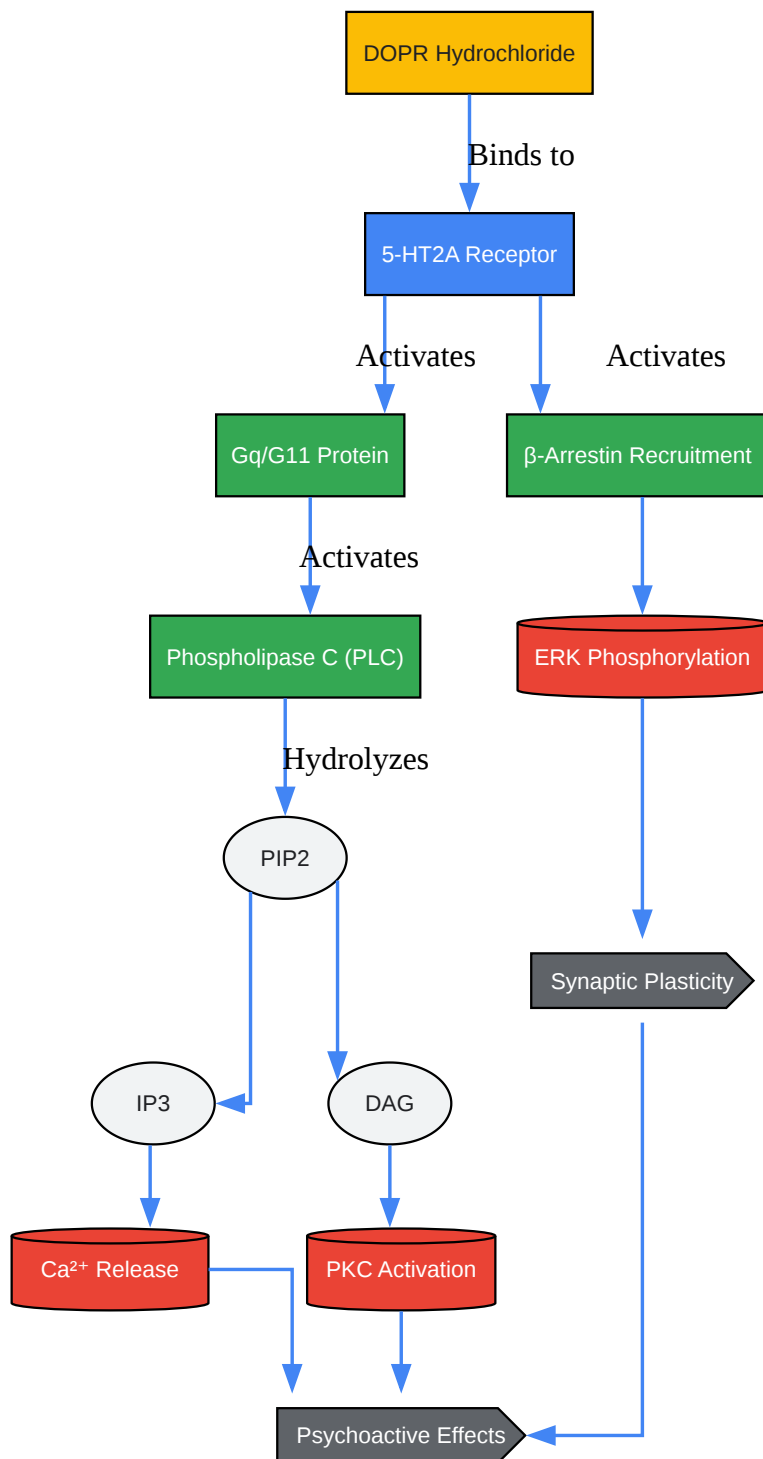 DOPR Hydrochloride
Binds to
5-HT2A Receptor
Activates
Activates
Gq/G11 Protein
β-Arrestin Recruitment
Activates
Phospholipase C (PLC)
ERK Phosphorylation
Hydrolyzes
PIP2
Synaptic Plasticity
IP3
DAG
Ca²⁺ Release
PKC Activation
Psychoactive Effects